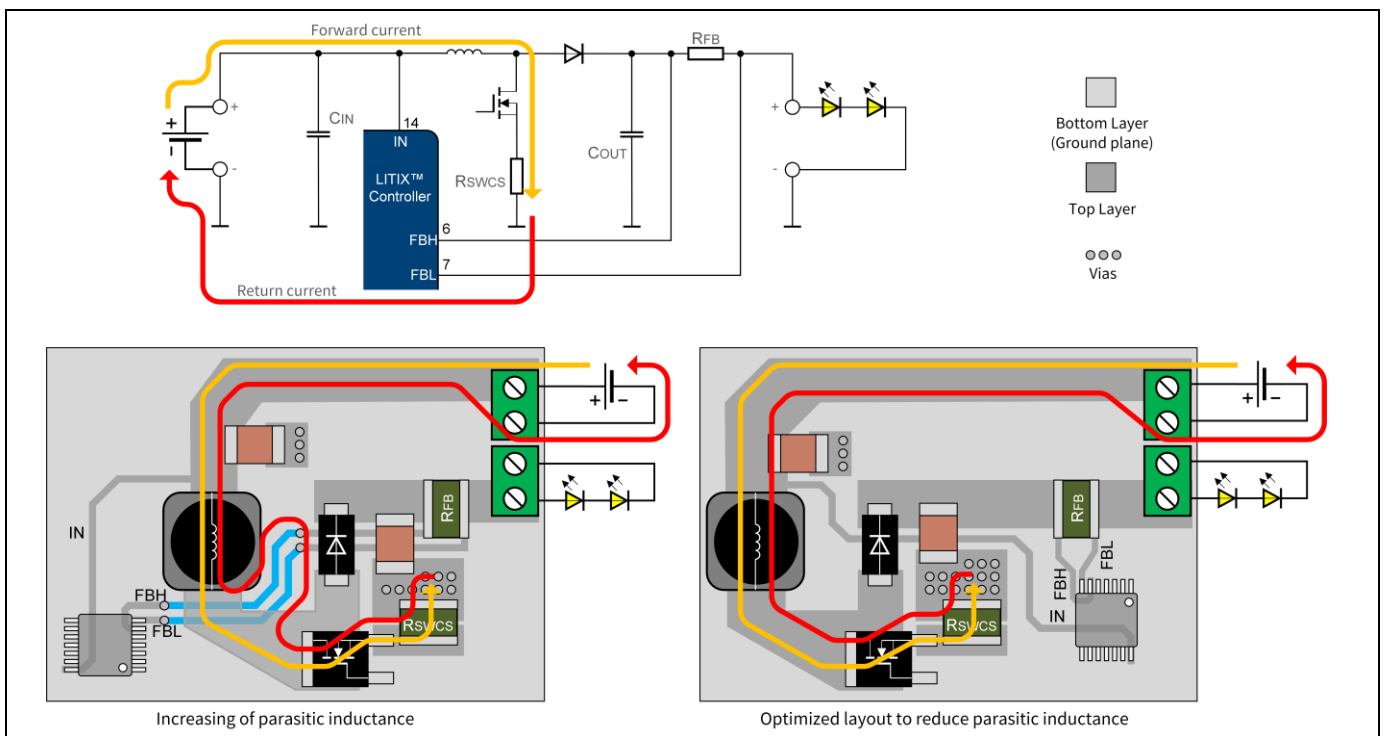 Forward current
RFB
+
+
-
CIN
14
IN
LITIX™
Controller
RSWCS
COUT
+
-
-
6
FBH
7
FBL
Return current
Bottom Layer
(Ground plane)
Top Layer
Vias
+ -
RFB
IN
FBH
FBL
RSWCS
Increasing of parasitic inductance
+ -
RFB
FBH
FBL
IN
RSWCS
Optimized layout to reduce parasitic inductance